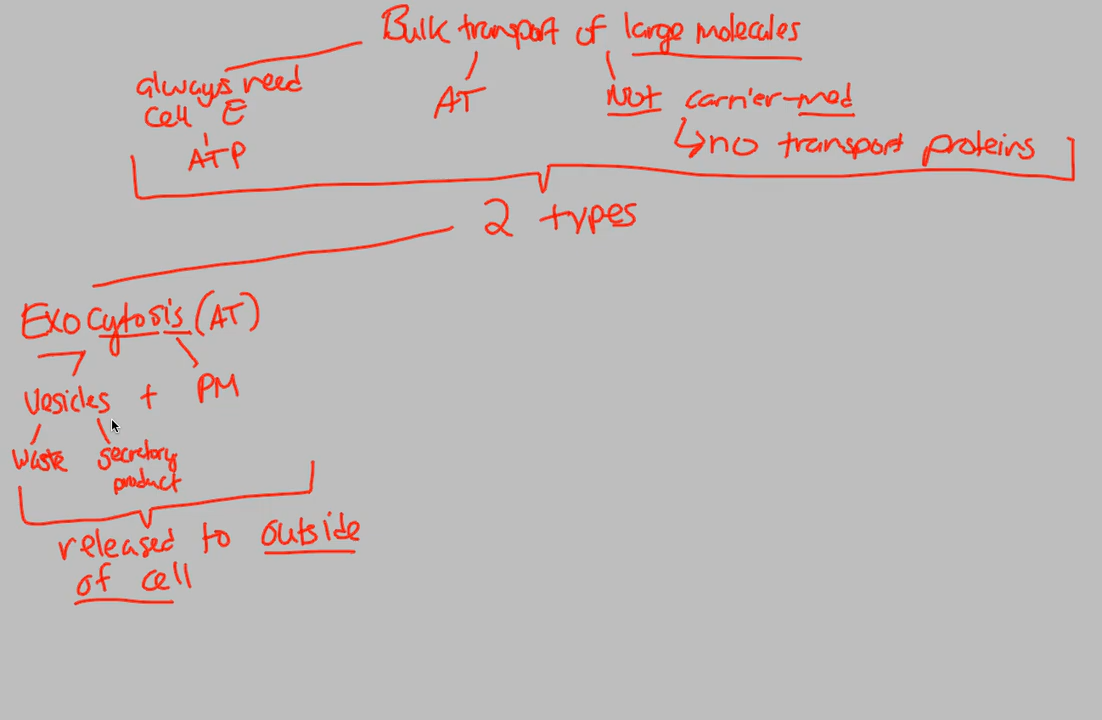 Bulk transport of large molecules
always need
cell E
ATP
AT
Not carrier-med
↳ no transport proteins
2 types
Exocytosis (AT)
Vesicles + PM
Waste
secretory
product
released to outside
of cell